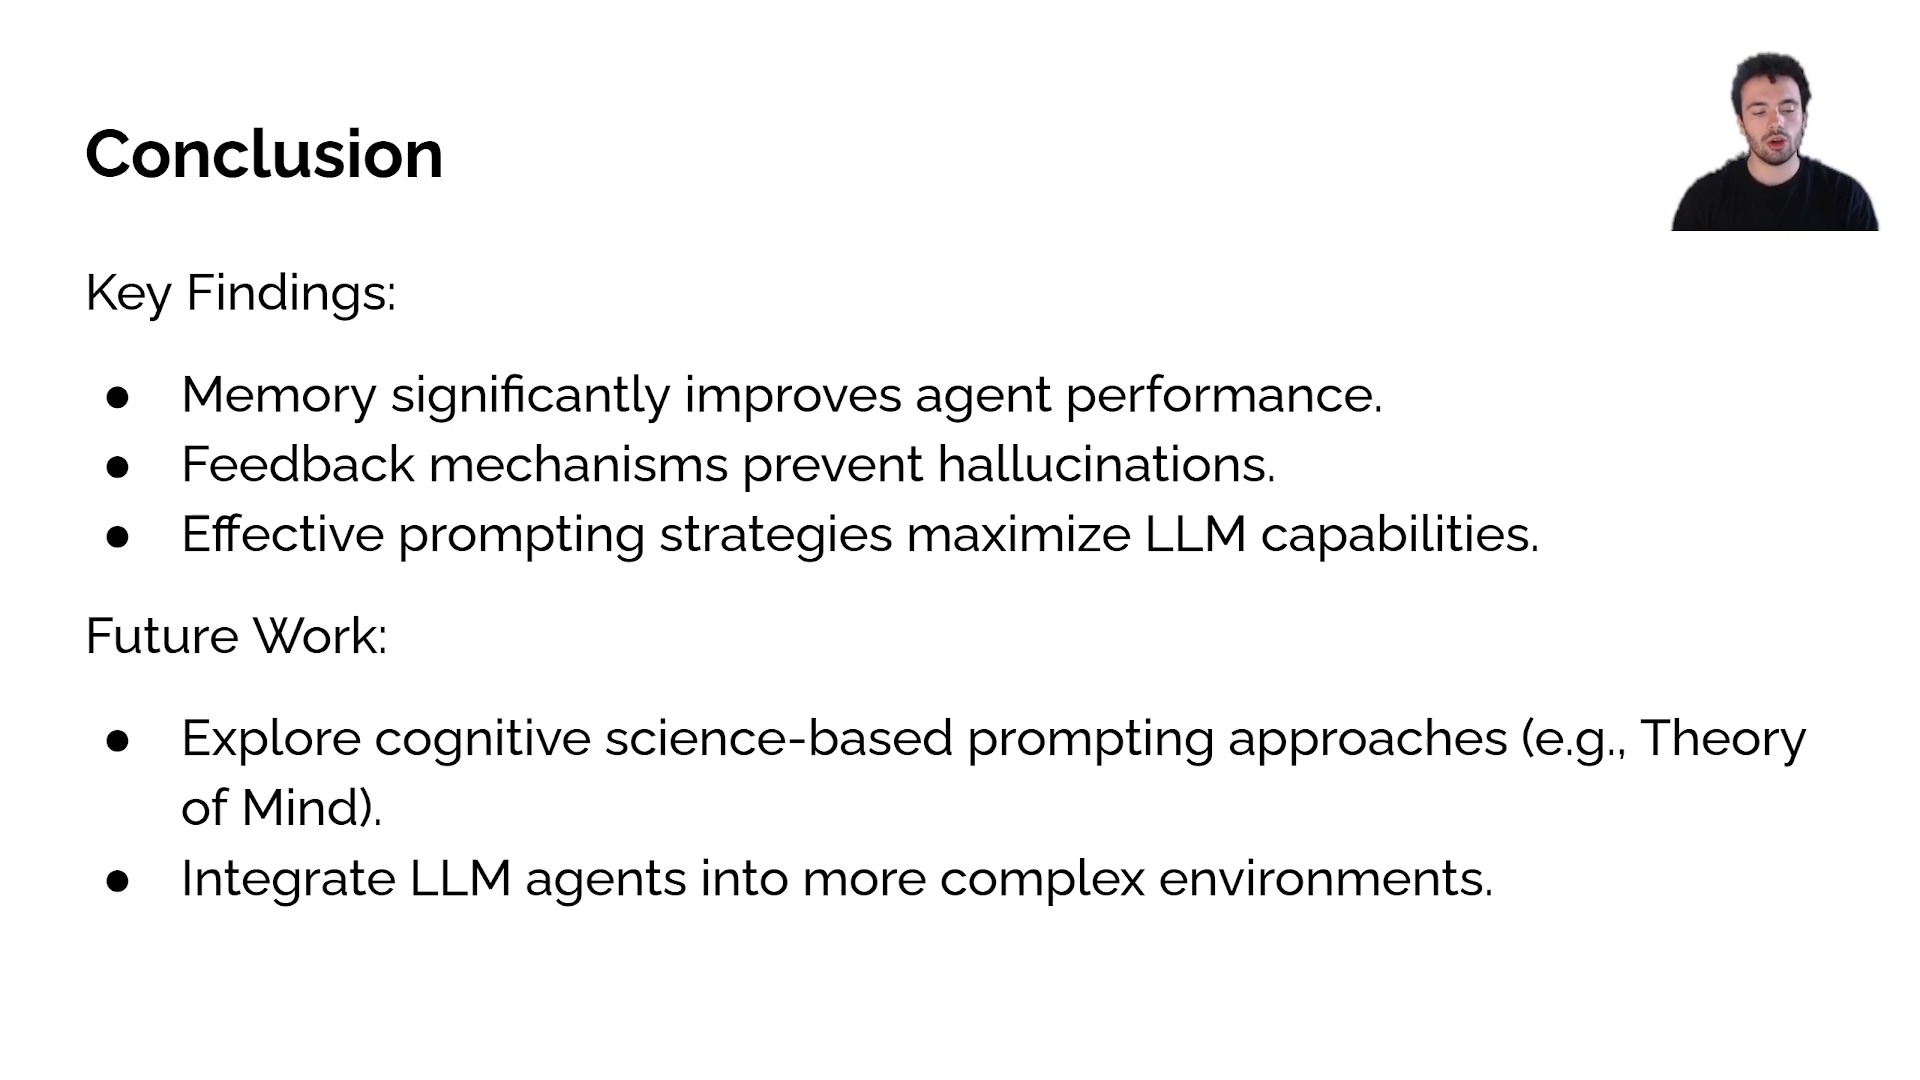 Conclusion
Key Findings:
● Memory significantly improves agent performance.
● Feedback mechanisms prevent hallucinations.
● Effective prompting strategies maximize LLM capabilities.
Future Work:
● Explore cognitive science-based prompting approaches (e.g., Theory
of Mind).
● Integrate LLM agents into more complex environments.